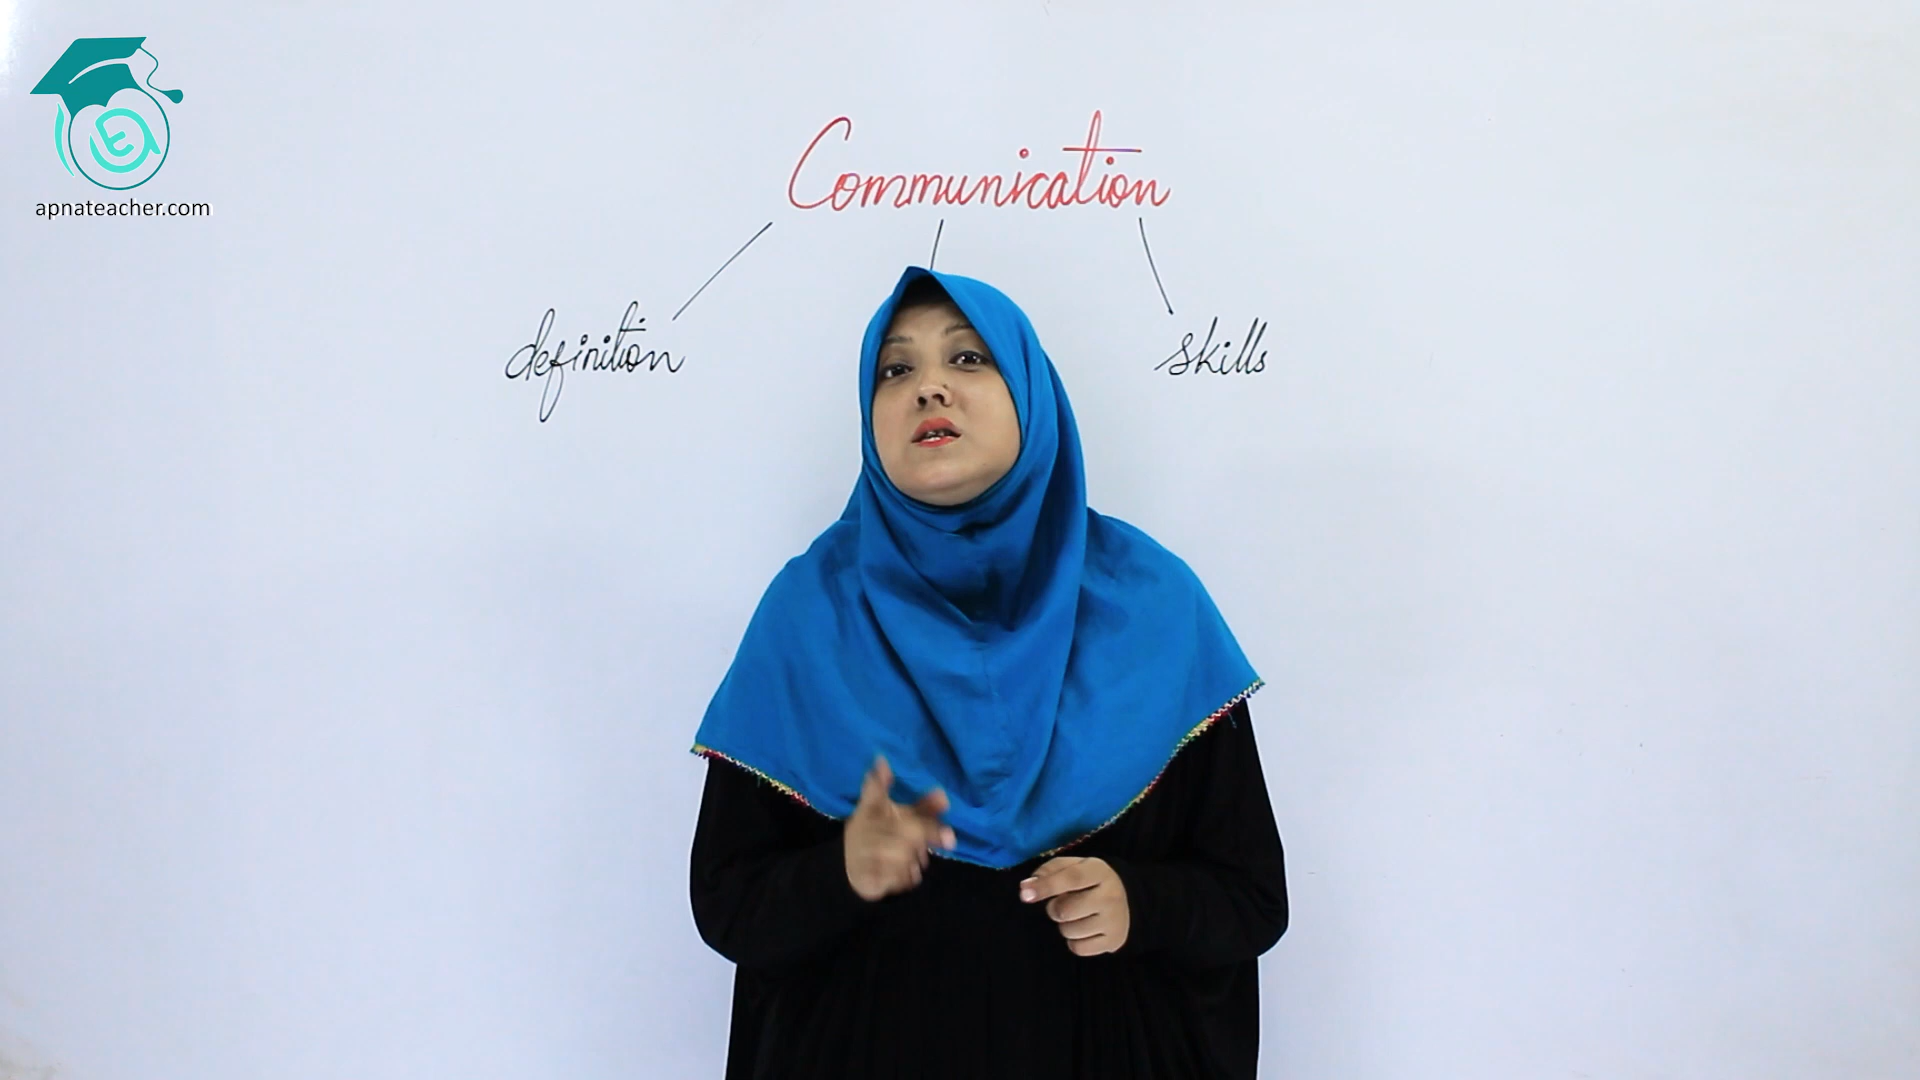 apnateacher.com
Communication
definition
skills